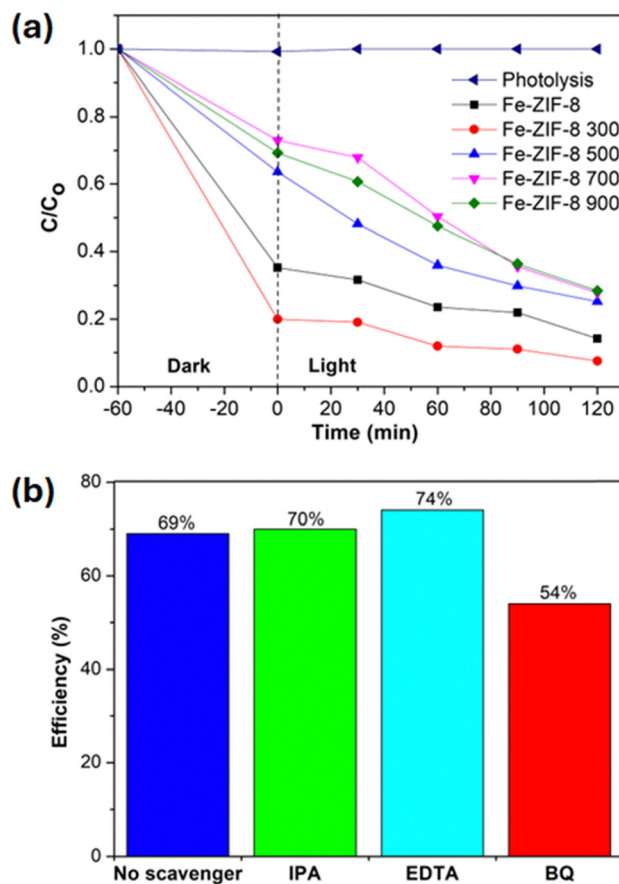 (a)
1.0
0.8
0.6
0.4
0.2
0.0
C/Co
Photolysis
Fe-ZIF-8
Fe-ZIF-8 300
Fe-ZIF-8 500
Fe-ZIF-8 700
Fe-ZIF-8 900
Dark
Light
-60 -40 -20 0 20 40 60 80 100 120
Time (min)
(b)
80
60
40
20
0
Efficiency (%)
69%
70%
74%
54%
No scavenger IPA EDTA BQ